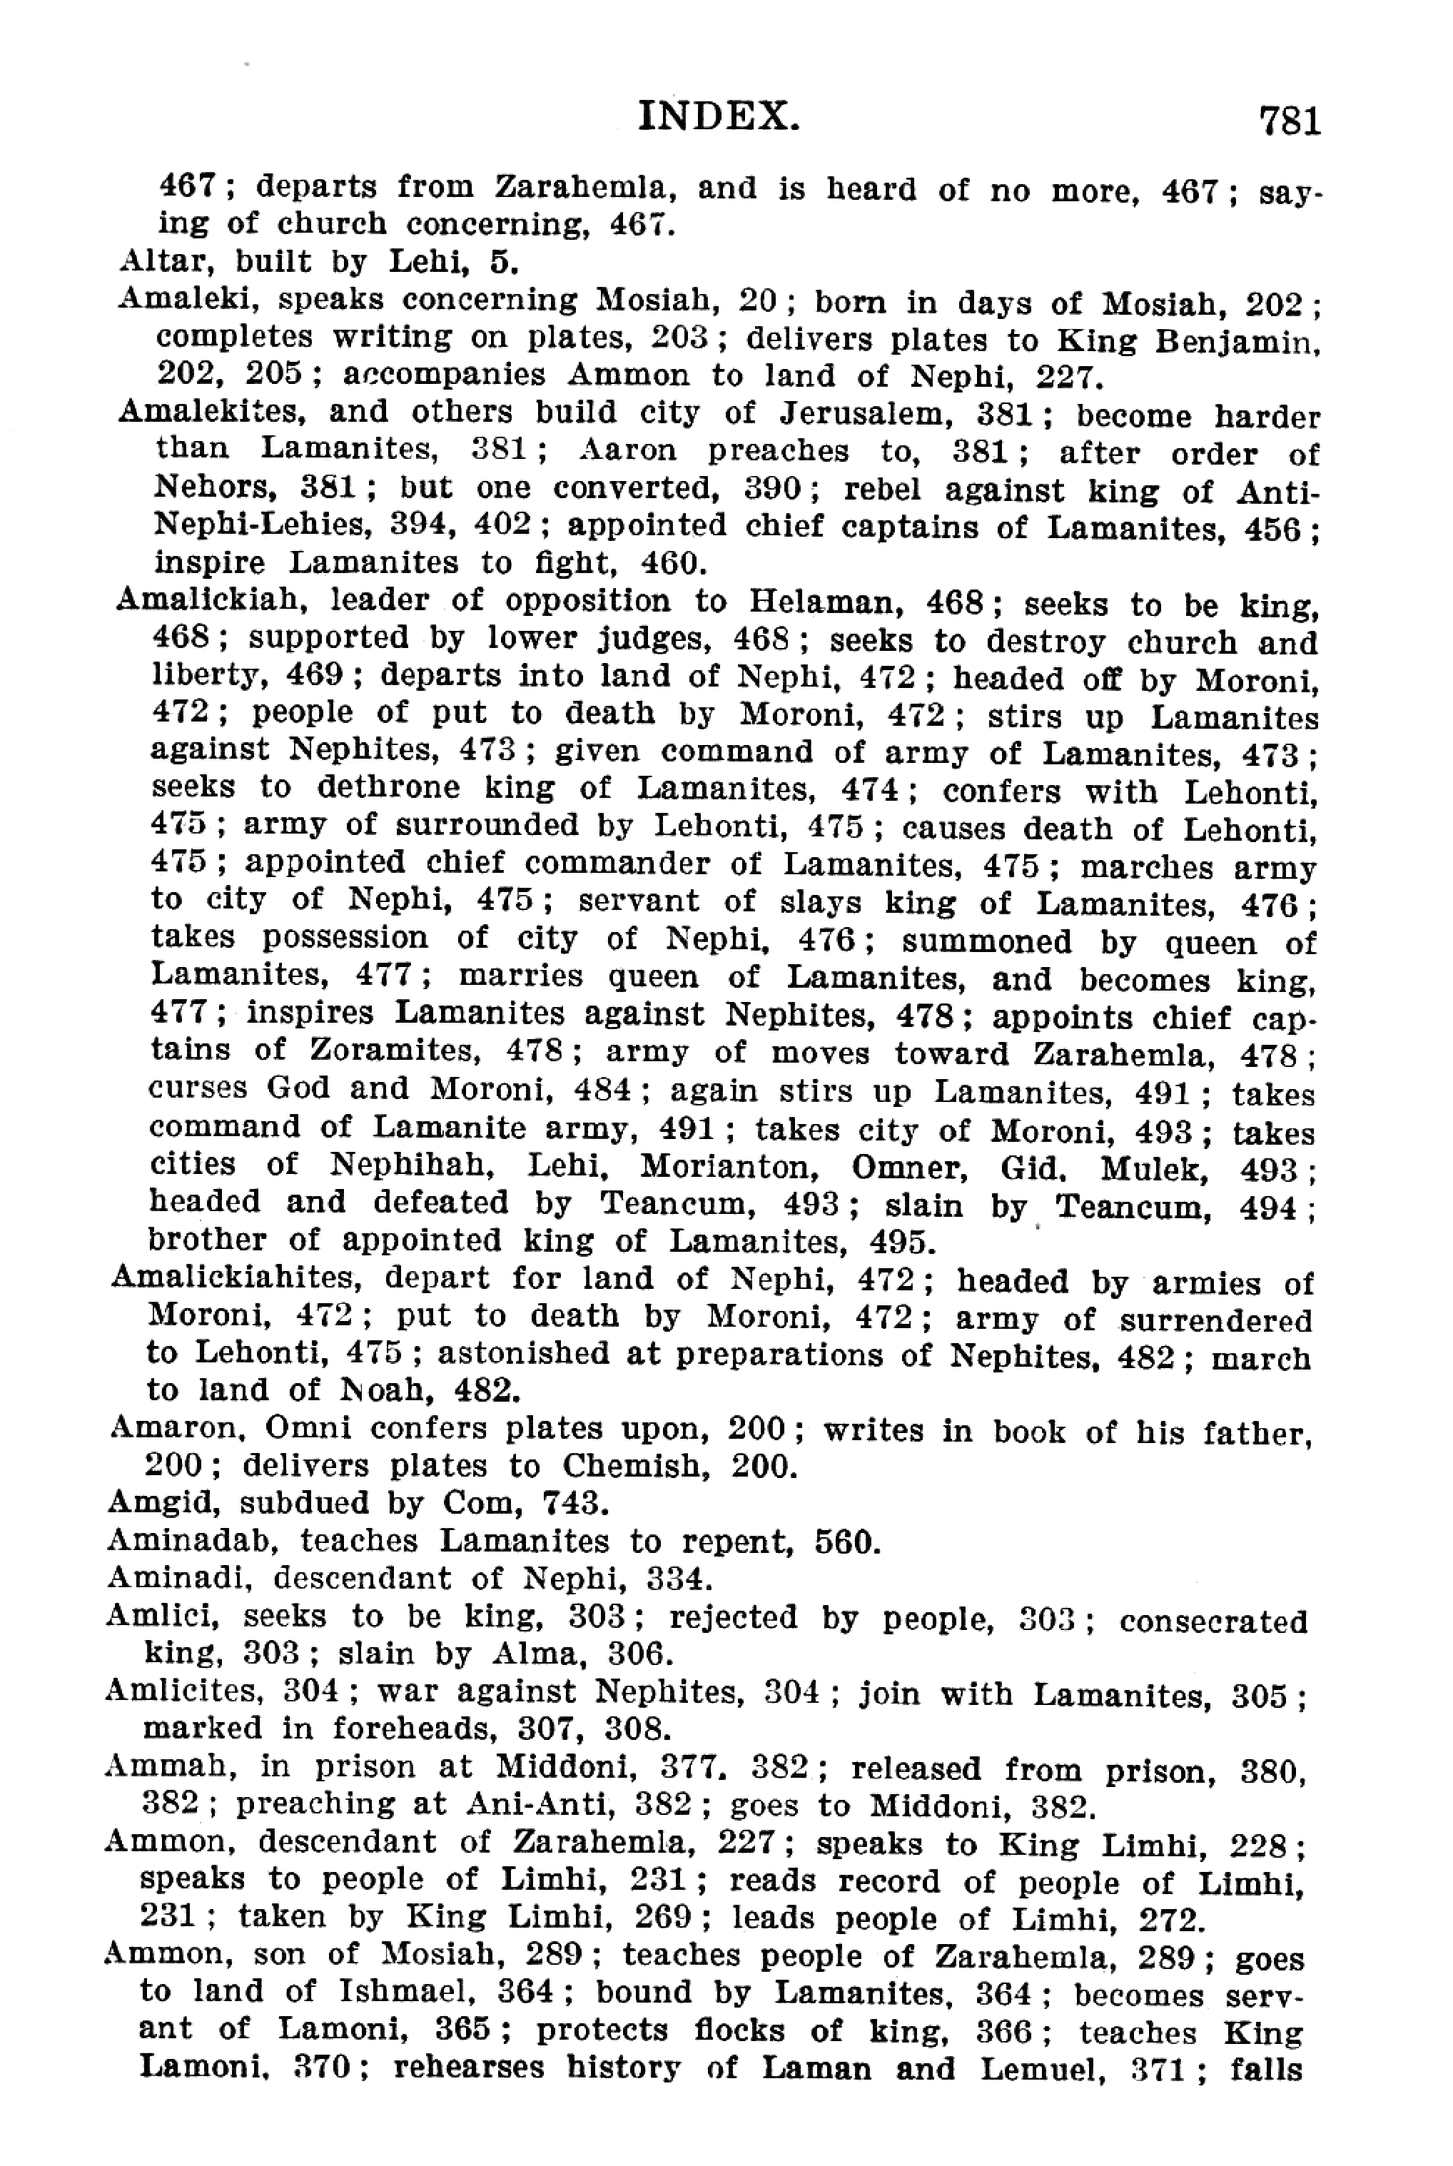 INDEX. 781
467; departs from Zarahemla, and is heard of no more, 467; say-
ing of church concerning, 467.
Altar, built by Lehi, 5.
Amaleki, speaks concerning Mosiah, 20; born in days of Mosiah, 202;
completes writing on plates, 203; delivers plates to King Benjamin,
202, 205; accompanies Ammon to land of Nephi, 227.
Amalekites, and others build city of Jerusalem, 381; become harder
than Lamanites, 381; Aaron preaches to, 381; after order of
Nehors, 381; but one converted, 390; rebel against king of Anti-
Nephi-Lehies, 394, 402; appointed chief captains of Lamanites, 456;
inspire Lamanites to fight, 460.
Amalickiah, leader of opposition to Helaman, 468; seeks to be king,
468; supported by lower judges, 468; seeks to destroy church and
liberty, 469; departs into land of Nephi, 472; headed off by Moroni,
472; people of put to death by Moroni, 472; stirs up Lamanites
against Nephites, 473; given command of army of Lamanites, 473;
seeks to dethrone king of Lamanites, 474; confers with Lehonti,
475; army of surrounded by Lehonti, 475; causes death of Lehonti,
475; appointed chief commander of Lamanites, 475; marches army
to city of Nephi, 475; servant of slays king of Lamanites, 476;
takes possession of city of Nephi, 476; summoned by queen of
Lamanites, 477; marries queen of Lamanites, and becomes king,
477; inspires Lamanites against Nephites, 478; appoints chief cap-
tains of Zoramites, 478; army of moves toward Zarahemla, 478;
curses God and Moroni, 484; again stirs up Lamanites, 491; takes
command of Lamanite army, 491; takes city of Moroni, 493; takes
cities of Nephihah, Lehi, Morianton, Omner, Gid, Mulek, 493;
headed and defeated by Teancum, 493; slain by Teancum, 494;
brother of appointed king of Lamanites, 495.
Amalickiahites, depart for land of Nephi, 472; headed by armies of
Moroni, 472; put to death by Moroni, 472; army of surrendered
to Lehonti, 475; astonished at preparations of Nephites, 482; march
to land of Noah, 482.
Amaron, Omni confers plates upon, 200; writes in book of his father,
200; delivers plates to Chemish, 200.
Amgid, subdued by Com, 743.
Aminadab, teaches Lamanites to repent, 560.
Aminadi, descendant of Nephi, 334.
Amlici, seeks to be king, 303; rejected by people, 303; consecrated
king, 303; slain by Alma, 306.
Amlicites, 304; war against Nephites, 304; join with Lamanites, 305;
marked in foreheads, 307, 308.
Ammah, in prison at Middoni, 377. 382; released from prison, 380,
382; preaching at Ani-Anti, 382; goes to Middoni, 382.
Ammon, descendant of Zarahemla, 227; speaks to King Limhi, 228;
speaks to people of Limhi, 231; reads record of people of Limhi,
231; taken by King Limhi, 269; leads people of Limhi, 272.
Ammon, son of Mosiah, 289; teaches people of Zarahemla, 289; goes
to land of Ishmael, 364; bound by Lamanites, 364; becomes serv-
ant of Lamoni, 365; protects flocks of king, 366; teaches King
Lamoni, 370; rehearses history of Laman and Lemuel, 371; falls